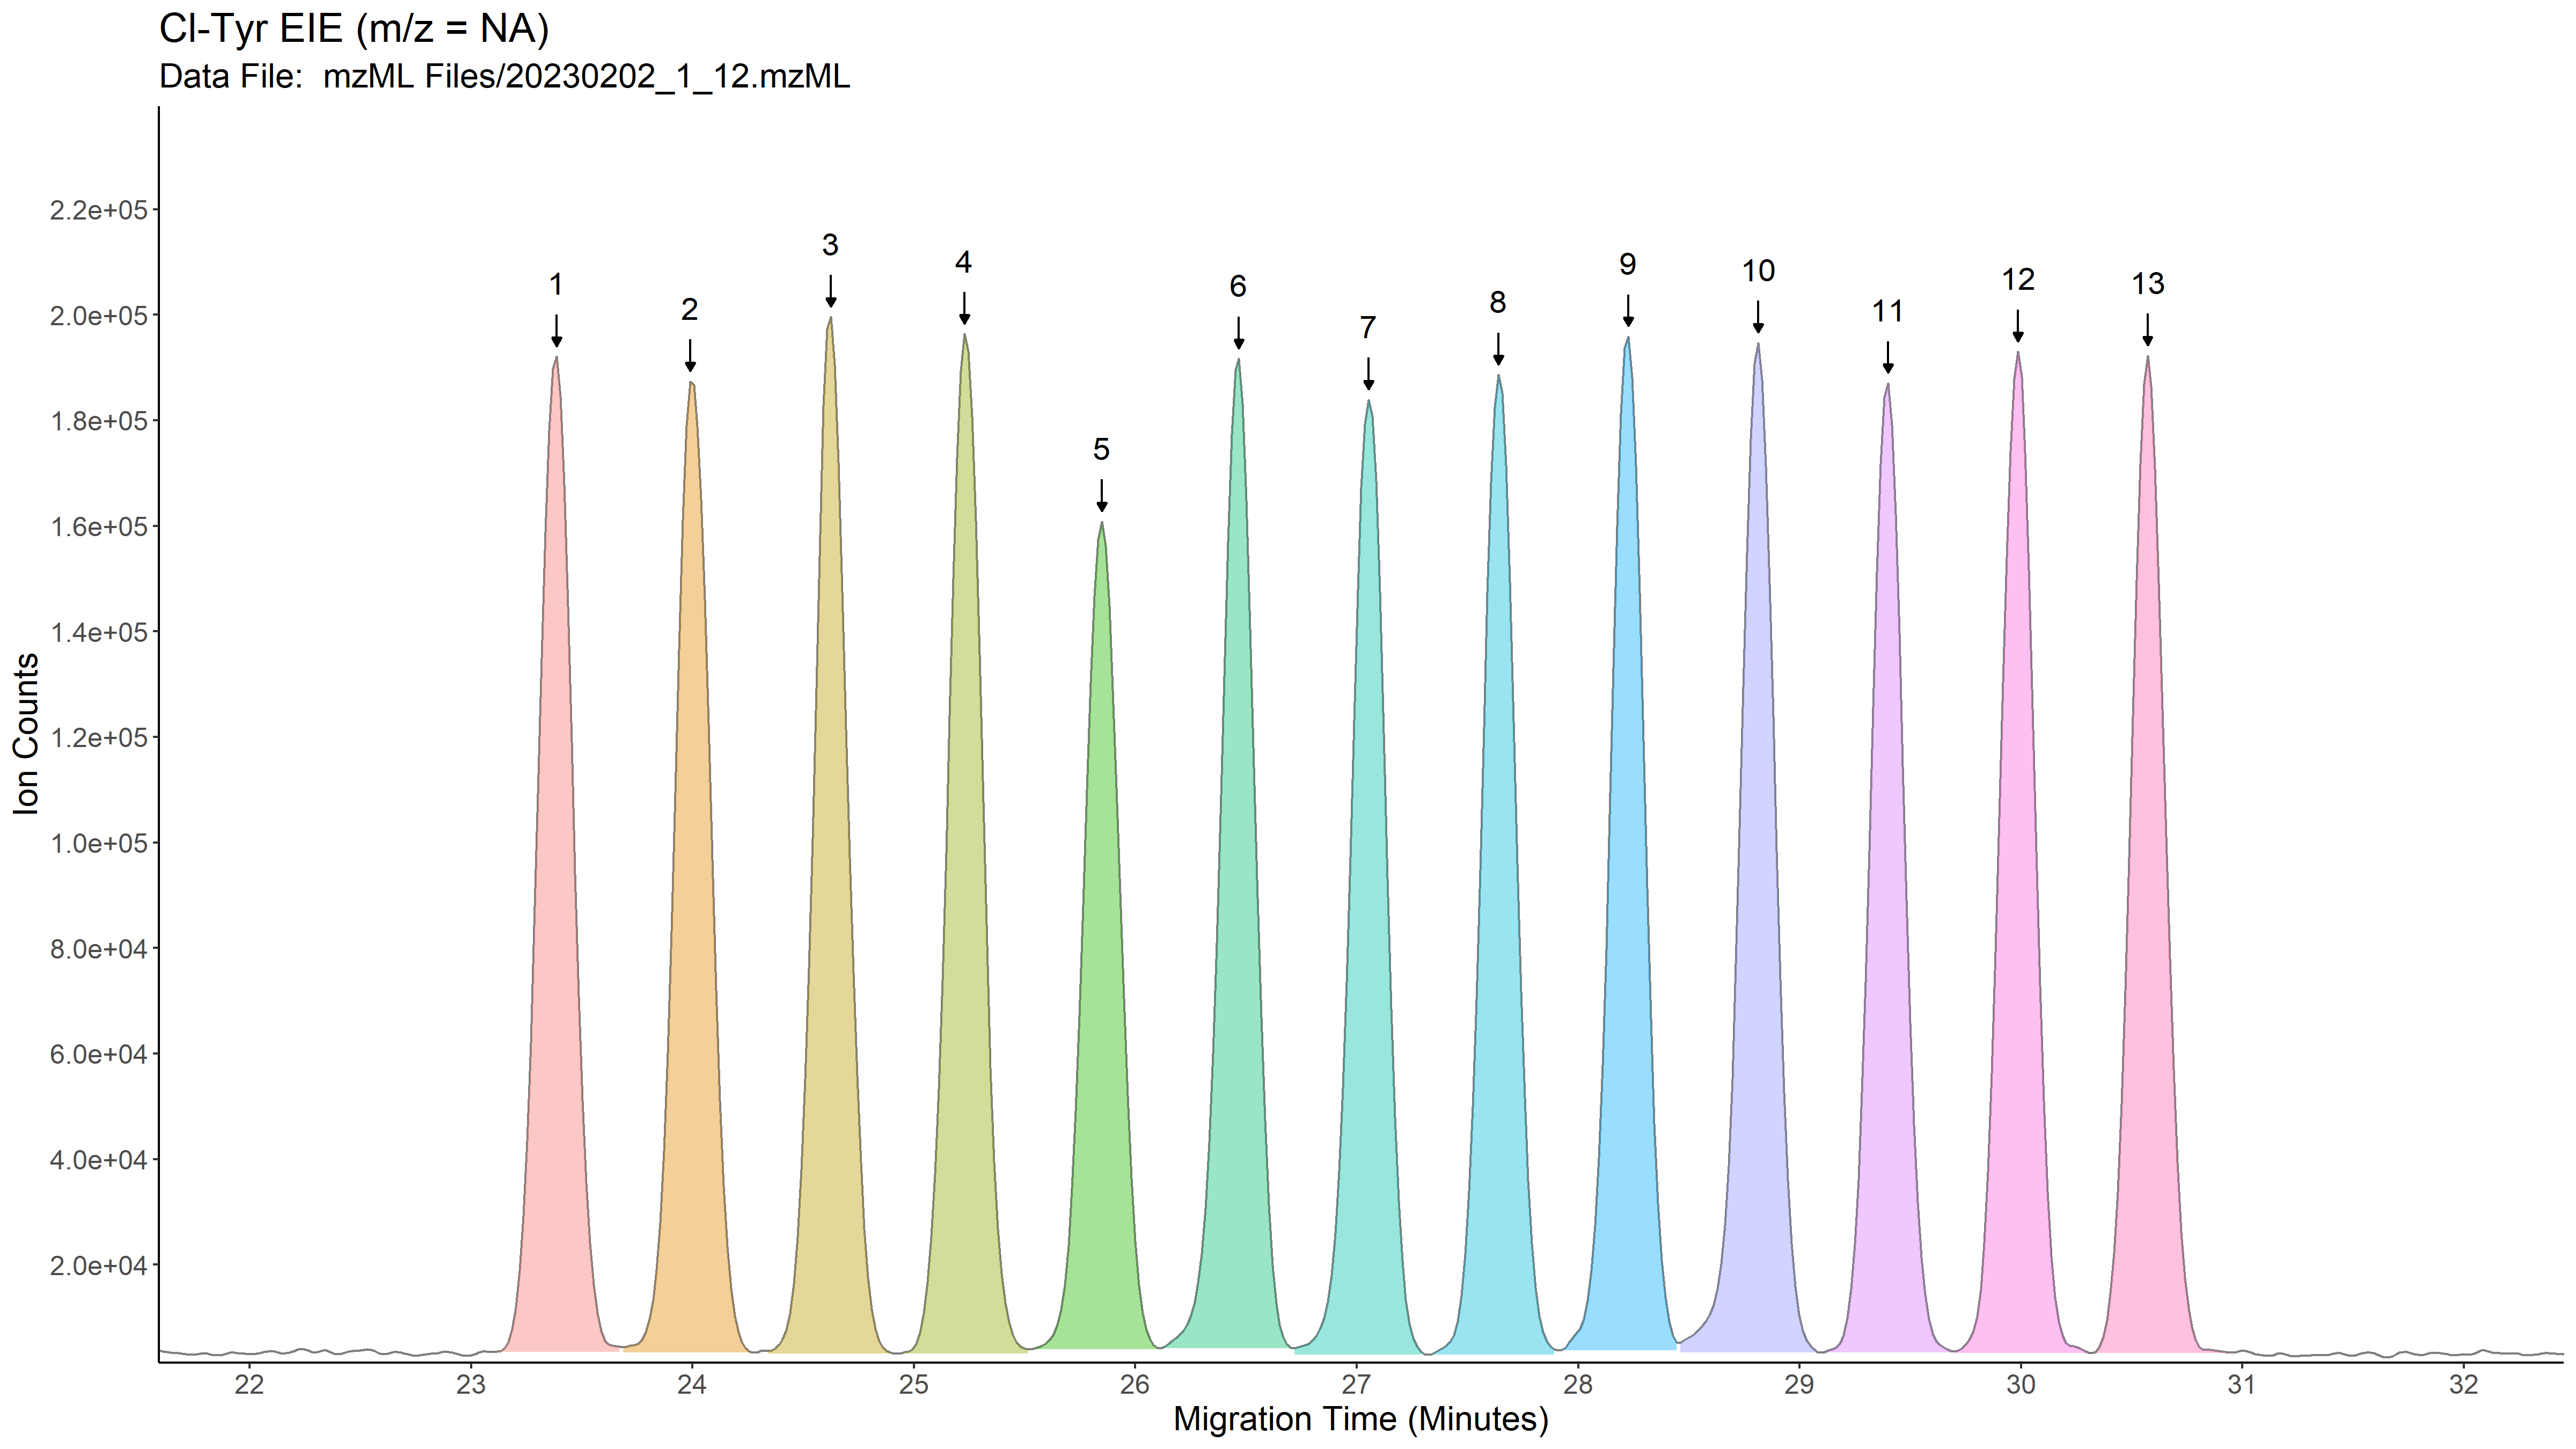 Cl-Tyr EIE (m/z = NA)
Data File:  mzML Files/20230202_1_12.mzML
2.2e+05
2.0e+05
1.8e+05
1.6e+05
1.4e+05
1.2e+05
1.0e+05
8.0e+04
6.0e+04
4.0e+04
2.0e+04
Ion Counts
1
2
3
4
5
6
7
8
9
10
11
12
13
22 23 24 25 26 27 28 29 30 31 32
Migration Time (Minutes)